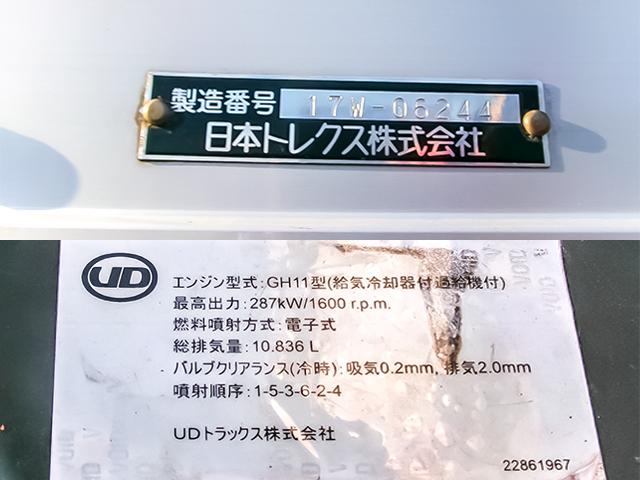 製造番号 17W-06244
日本トレクス株式会社
UD
エンジン型式:GH11型(給気冷却器付過給機付)
最高出力:287kW/1600 r.p.m.
燃料噴射方式:電子式
総排気量:10.836 L
バルブクリアランス(冷時):吸気0.2mm, 排気2.0mm
噴射順序:1-5-3-6-2-4
UDトラックス株式会社
22861967